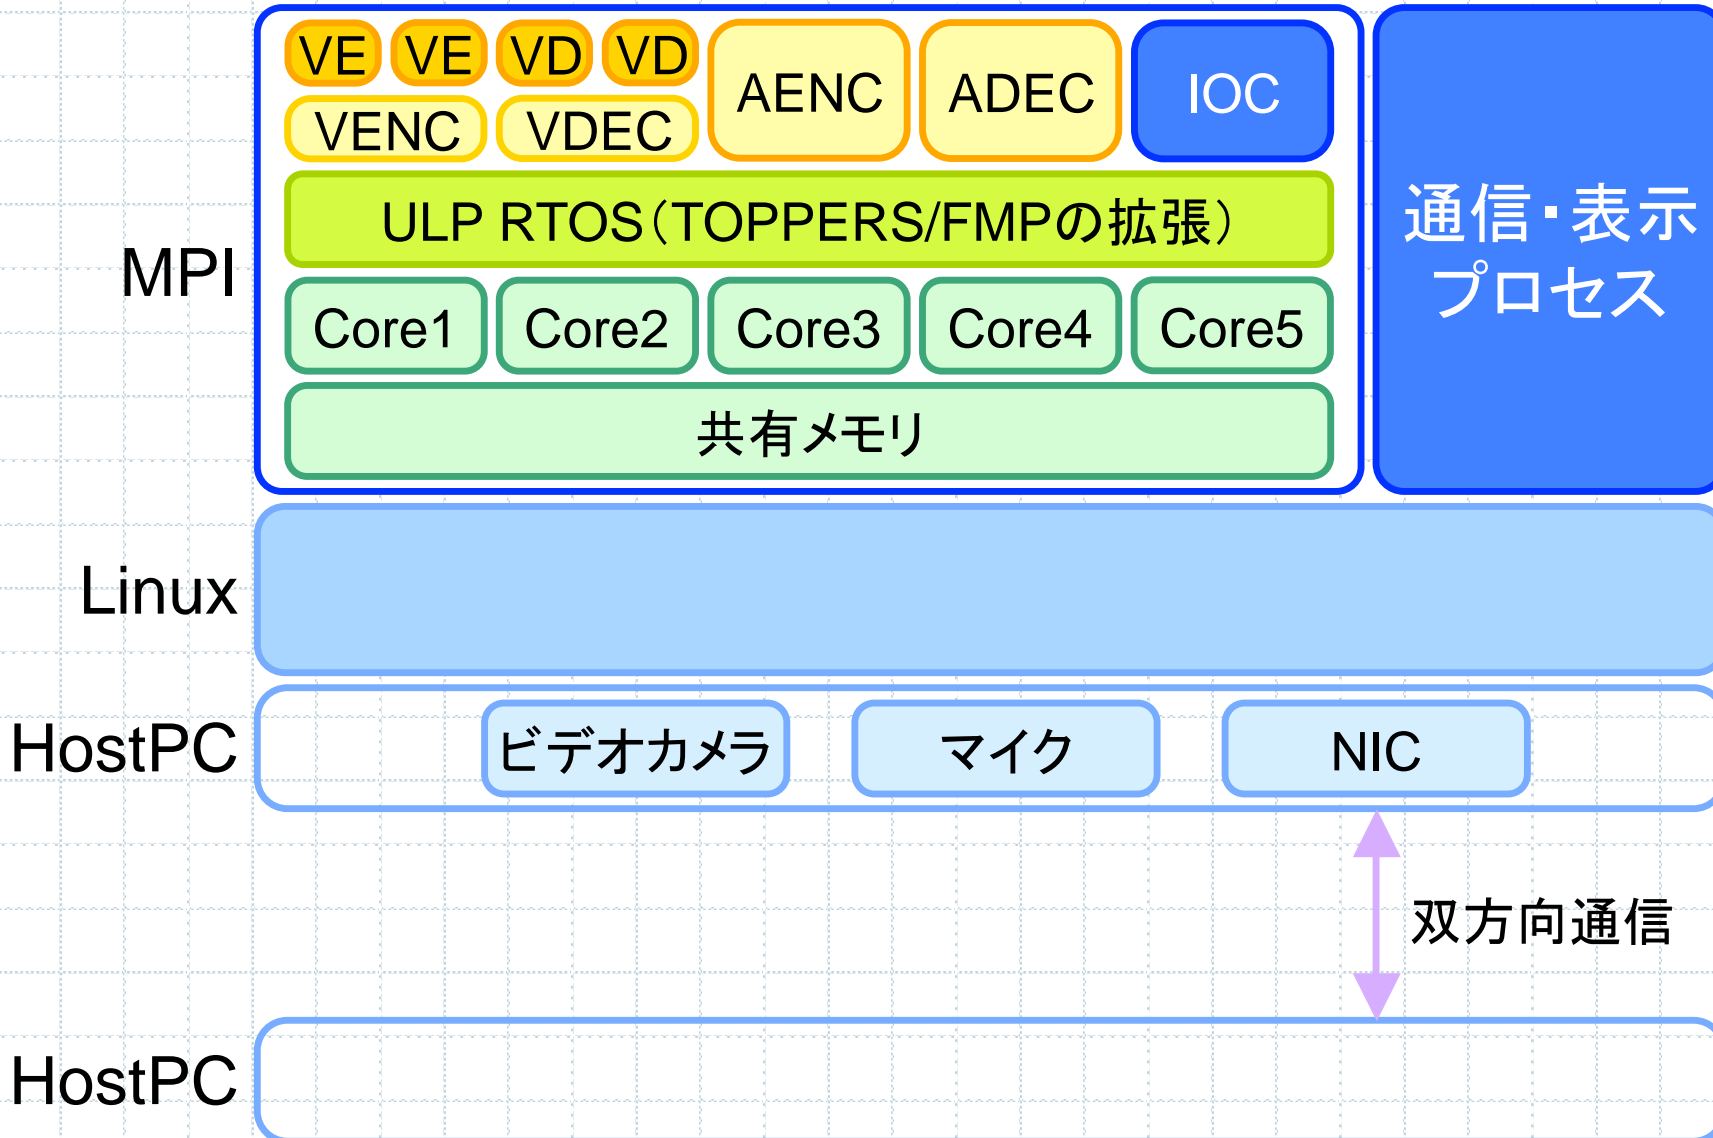 VE VE VD VD
AENC ADEC IOC
VENC VDEC
ULP RTOS(TOPPERS/FMPの拡張)
通信・表示
プロセス
MPI
Core1 Core2 Core3 Core4 Core5
共有メモリ
Linux
HostPC
ビデオカメラ マイク NIC
双方向通信
HostPC